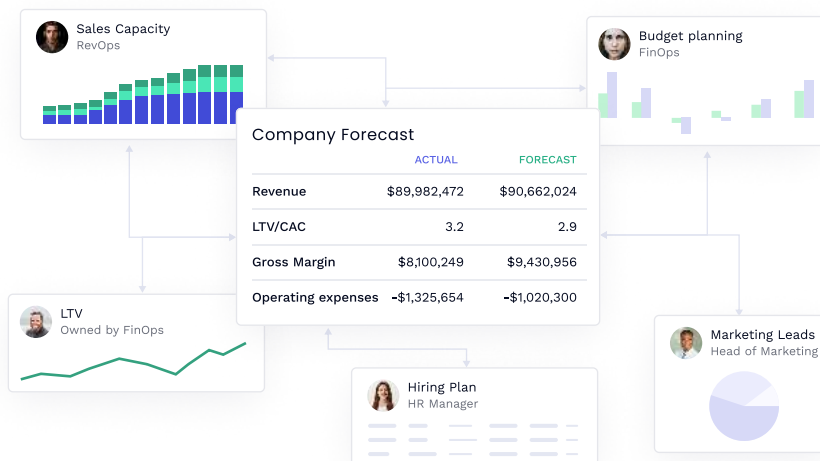 Sales Capacity
RevOps
Budget planning
FinOps
Company Forecast
ACTUAL FORECAST
Revenue $89,982,472 $90,662,024
LTV/CAC 3.2 2.9
Gross Margin $8,100,249 $9,430,956
Operating expenses -$1,325,654 -$1,020,300
LTV
Owned by FinOps
Marketing Leads
Head of Marketing
Hiring Plan
HR Manager